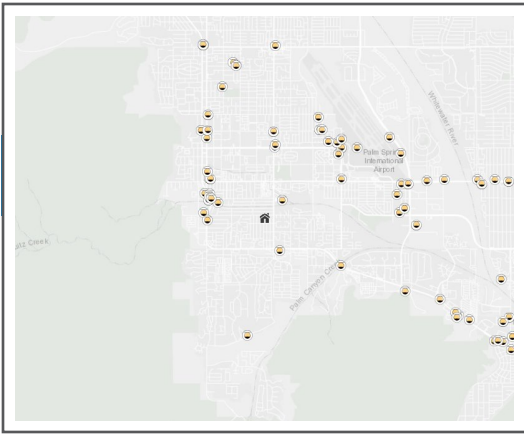 Whitewater River
Palm Springs
International
Airport
Creek
Palm Canyon Creek